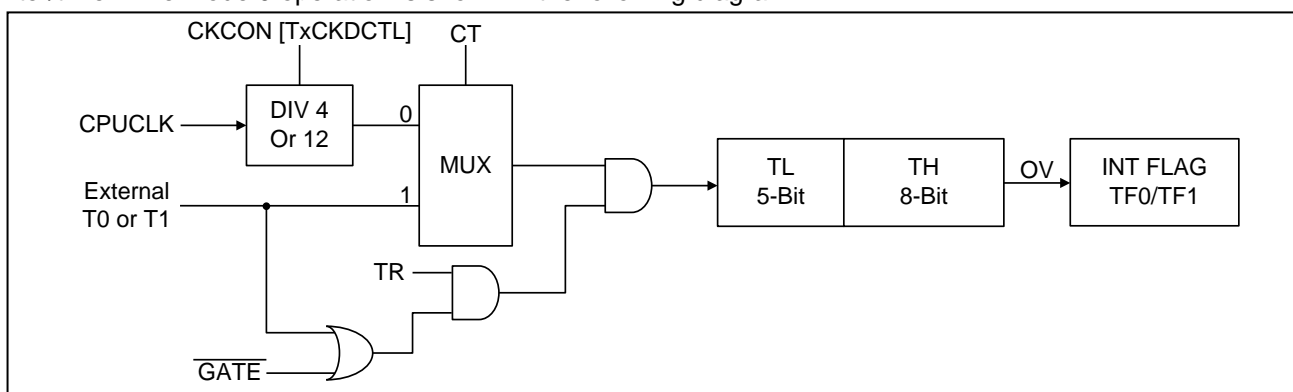 CKCON [TxCKDCTL]
CT
CPUCLK
DIV 4
Or 12
0
MUX
External
T0 or T1
1
TL
5-Bit
TH
8-Bit
OV
INT FLAG
TF0/TF1
TR
GATE